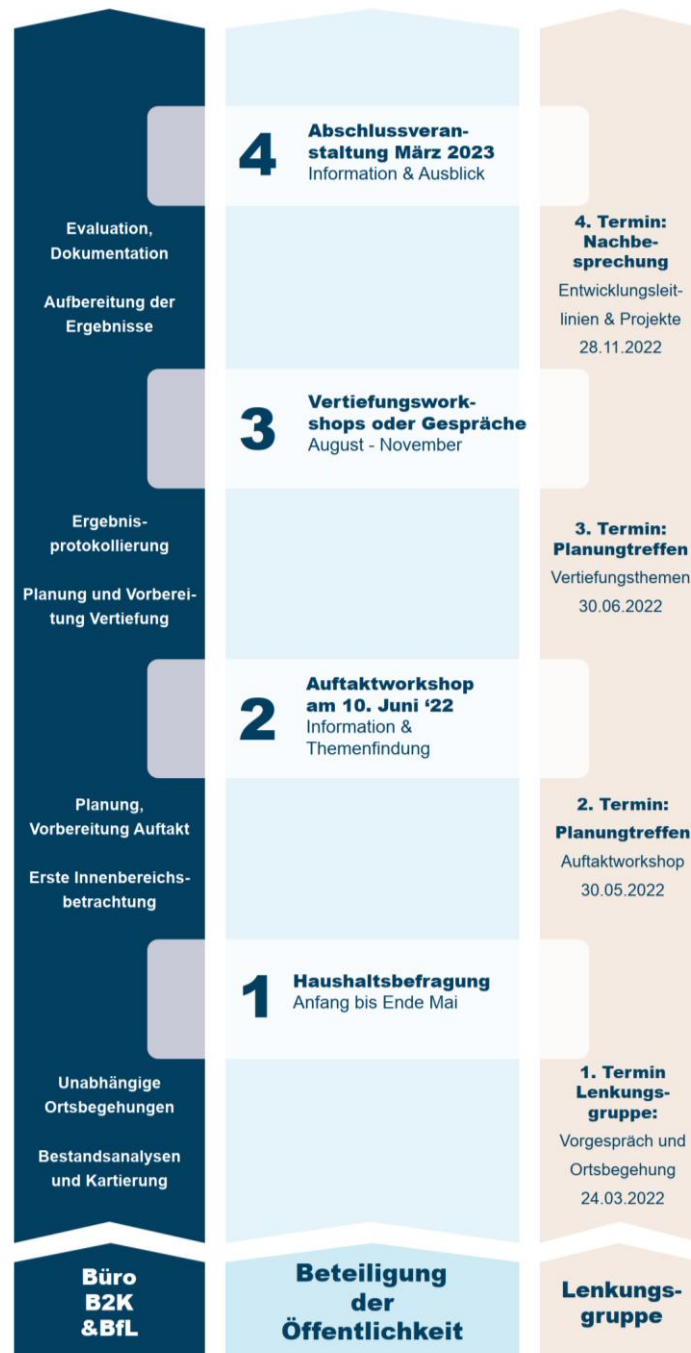 4
Abschlussveran-
staltung März 2023
Information & Ausblick
Evaluation,
Dokumentation
Aufbereitung der
Ergebnisse
4. Termin:
Nachbe-
sprechung
Entwicklungsleit-
linien & Projekte
28.11.2022
3
Vertiefungswork-
shops oder Gespräche
August - November
Ergebnis-
protokollierung
Planung und Vorberei-
tung Vertiefung
3. Termin:
Planungtreffen
Vertiefungsthemen
30.06.2022
2
Auftaktworkshop
am 10. Juni ‘22
Information &
Themenfindung
Planung,
Vorbereitung Auftakt
Erste Innenbereichs-
betrachtung
2. Termin:
Planungtreffen
Auftaktworkshop
30.05.2022
1
Haushaltsbefragung
Anfang bis Ende Mai
Unabhängige
Ortsbegehungen
Bestandsanalysen
und Kartierung
1. Termin
Lenkungs-
gruppe:
Vorgespräch und
Ortsbegehung
24.03.2022
Büro
B2K
&BfL
Beteiligung
der
Öffentlichkeit
Lenkungs-
gruppe